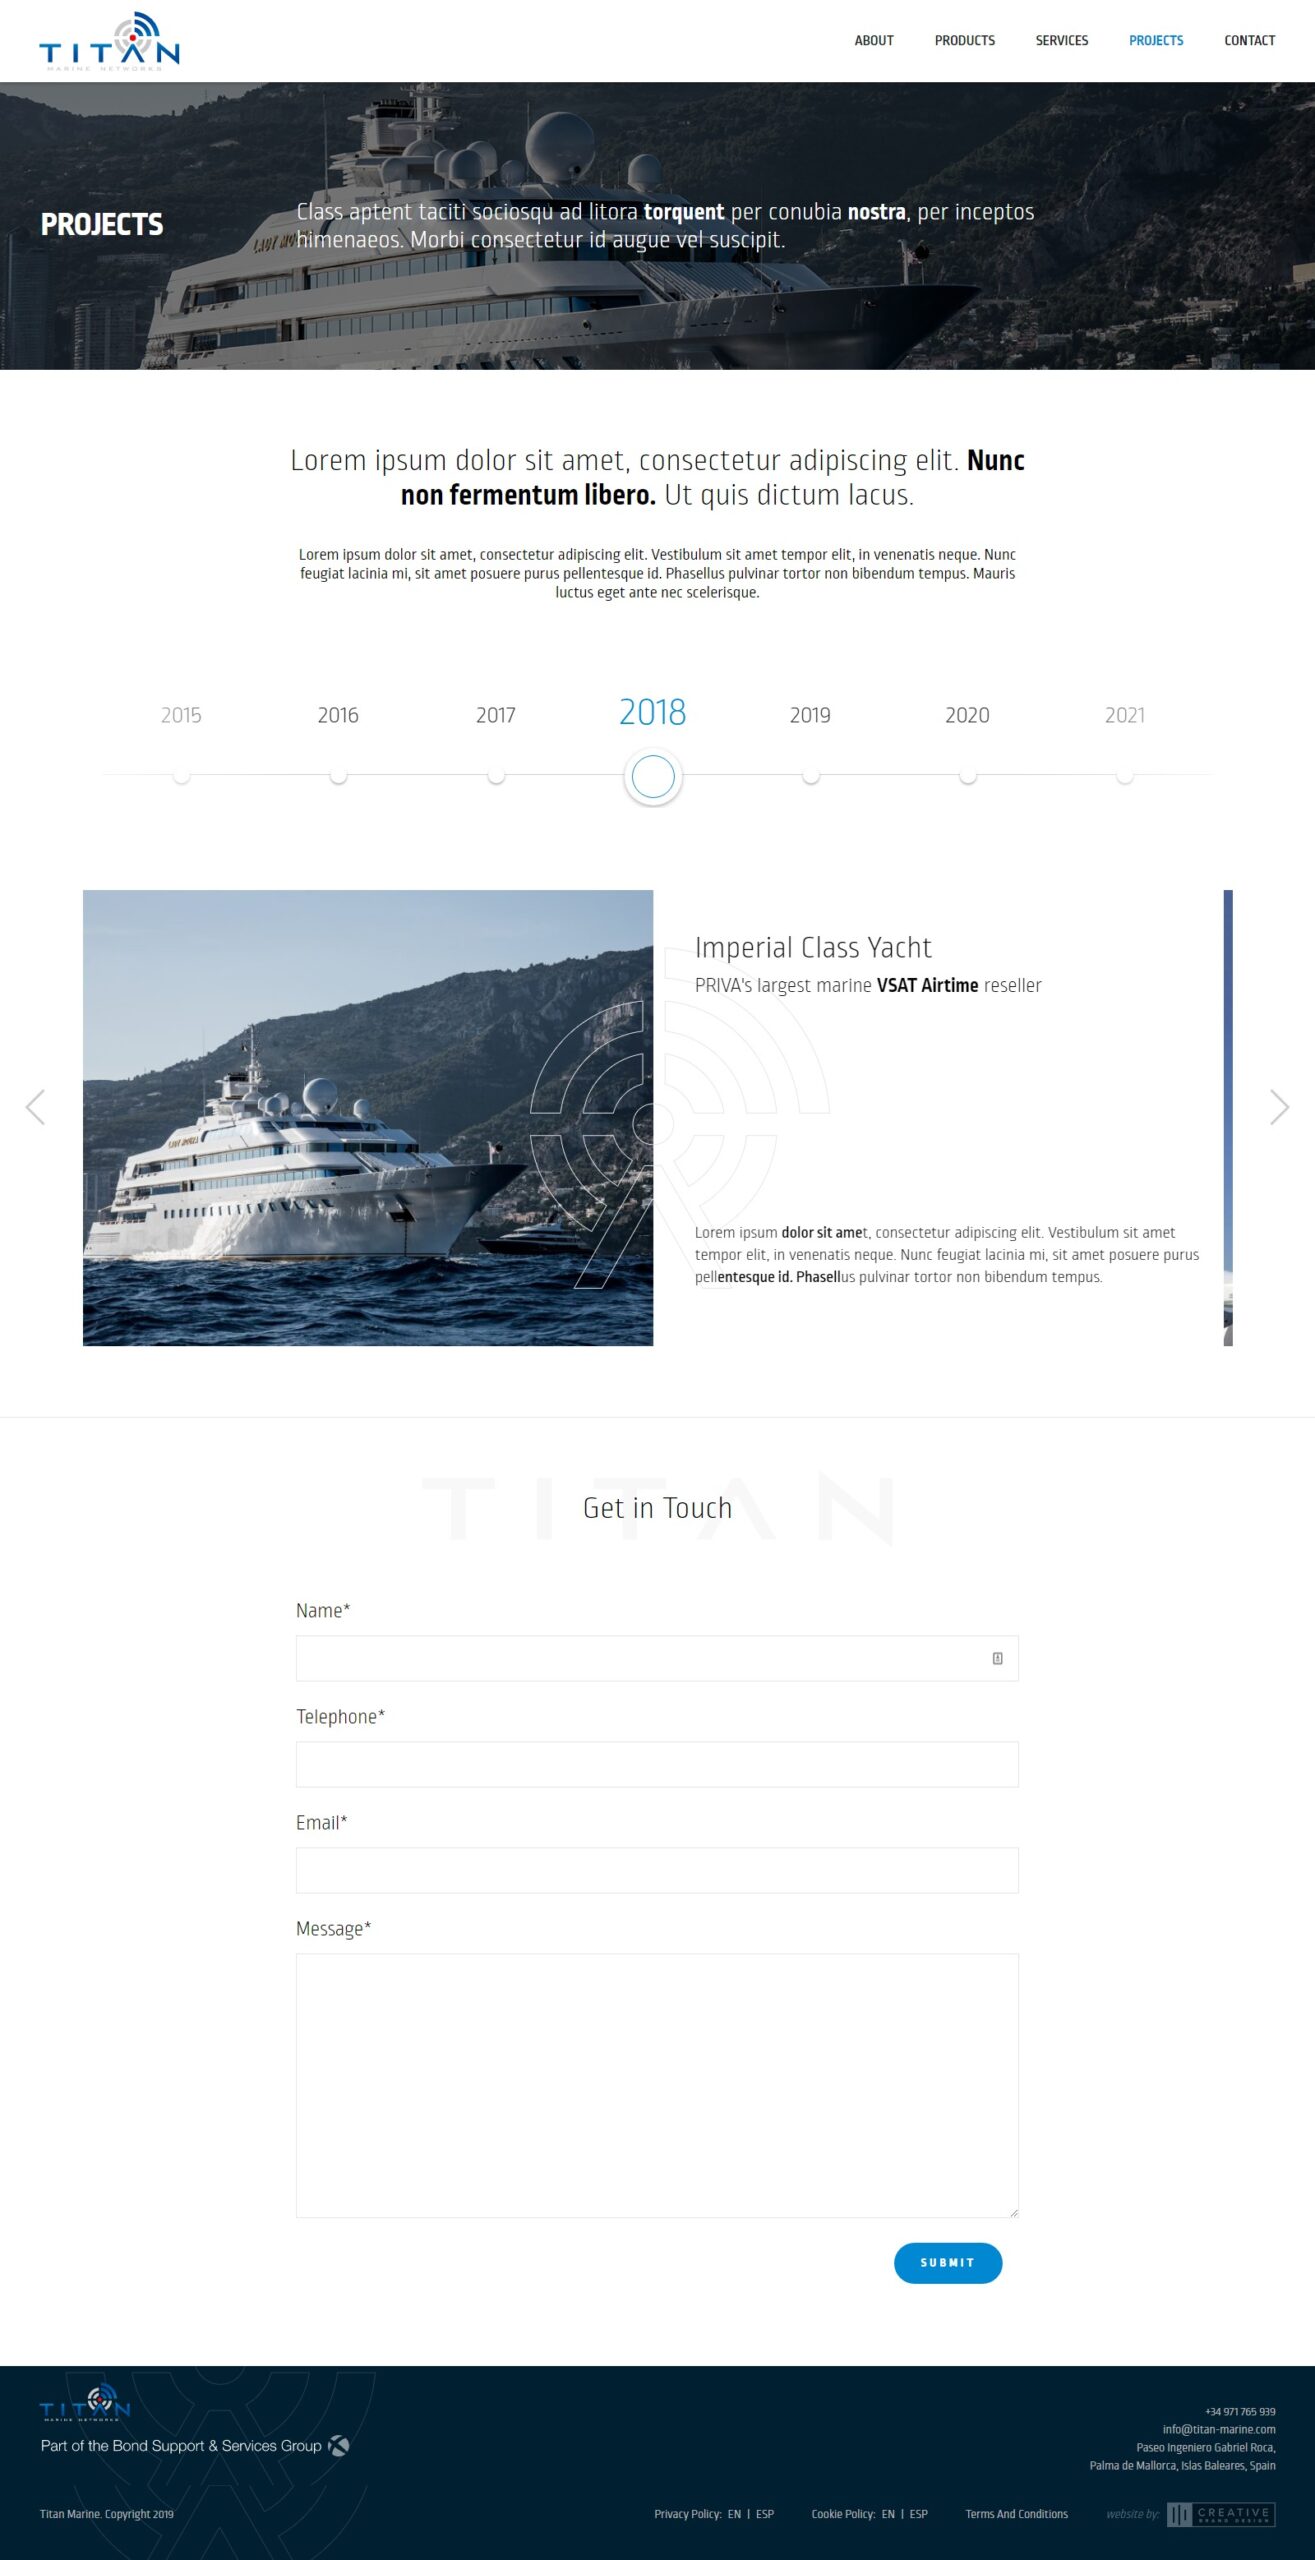 TITAN
MARINE NETWORKS
ABOUT PRODUCTS SERVICES PROJECTS CONTACT
PROJECTS
Class aptent taciti sociosqu ad litora torquent per conubia nostra, per inceptos
himenaeos. Morbi consectetur id augue vel suscipit.
Lorem ipsum dolor sit amet, consectetur adipiscing elit. Nunc
non fermentum libero. Ut quis dictum lacus.
Lorem ipsum dolor sit amet, consectetur adipiscing elit. Vestibulum sit amet tempor elit, in venenatis neque. Nunc
feugiat lacinia mi, sit amet posuere purus pellentesque id. Phasellus pulvinar tortor non bibendum tempus. Mauris
luctus eget ante nec scelerisque.
2015 2016 2017 2018 2019 2020 2021
Imperial Class Yacht
PRIVA's largest marine VSAT Airtime reseller
Lorem ipsum dolor sit amet, consectetur adipiscing elit. Vestibulum sit amet
tempor elit, in venenatis neque. Nunc feugiat lacinia mi, sit amet posuere purus
pellentesque id. Phasellus pulvinar tortor non bibendum tempus.
TITAN
Get in Touch
Name*
Telephone*
Email*
Message*
SUBMIT
TITAN
MARINE NETWORKS
Part of the Bond Support & Services Group
+34 971 765 939
info@titan-marine.com
Paseo Ingeniero Gabriel Roca,
Palma de Mallorca, Islas Baleares, Spain
Titan Marine. Copyright 2019
Privacy Policy: EN | ESP Cookie Policy: EN | ESP Terms And Conditions website by: CREATIVE
BRAND DESIGN